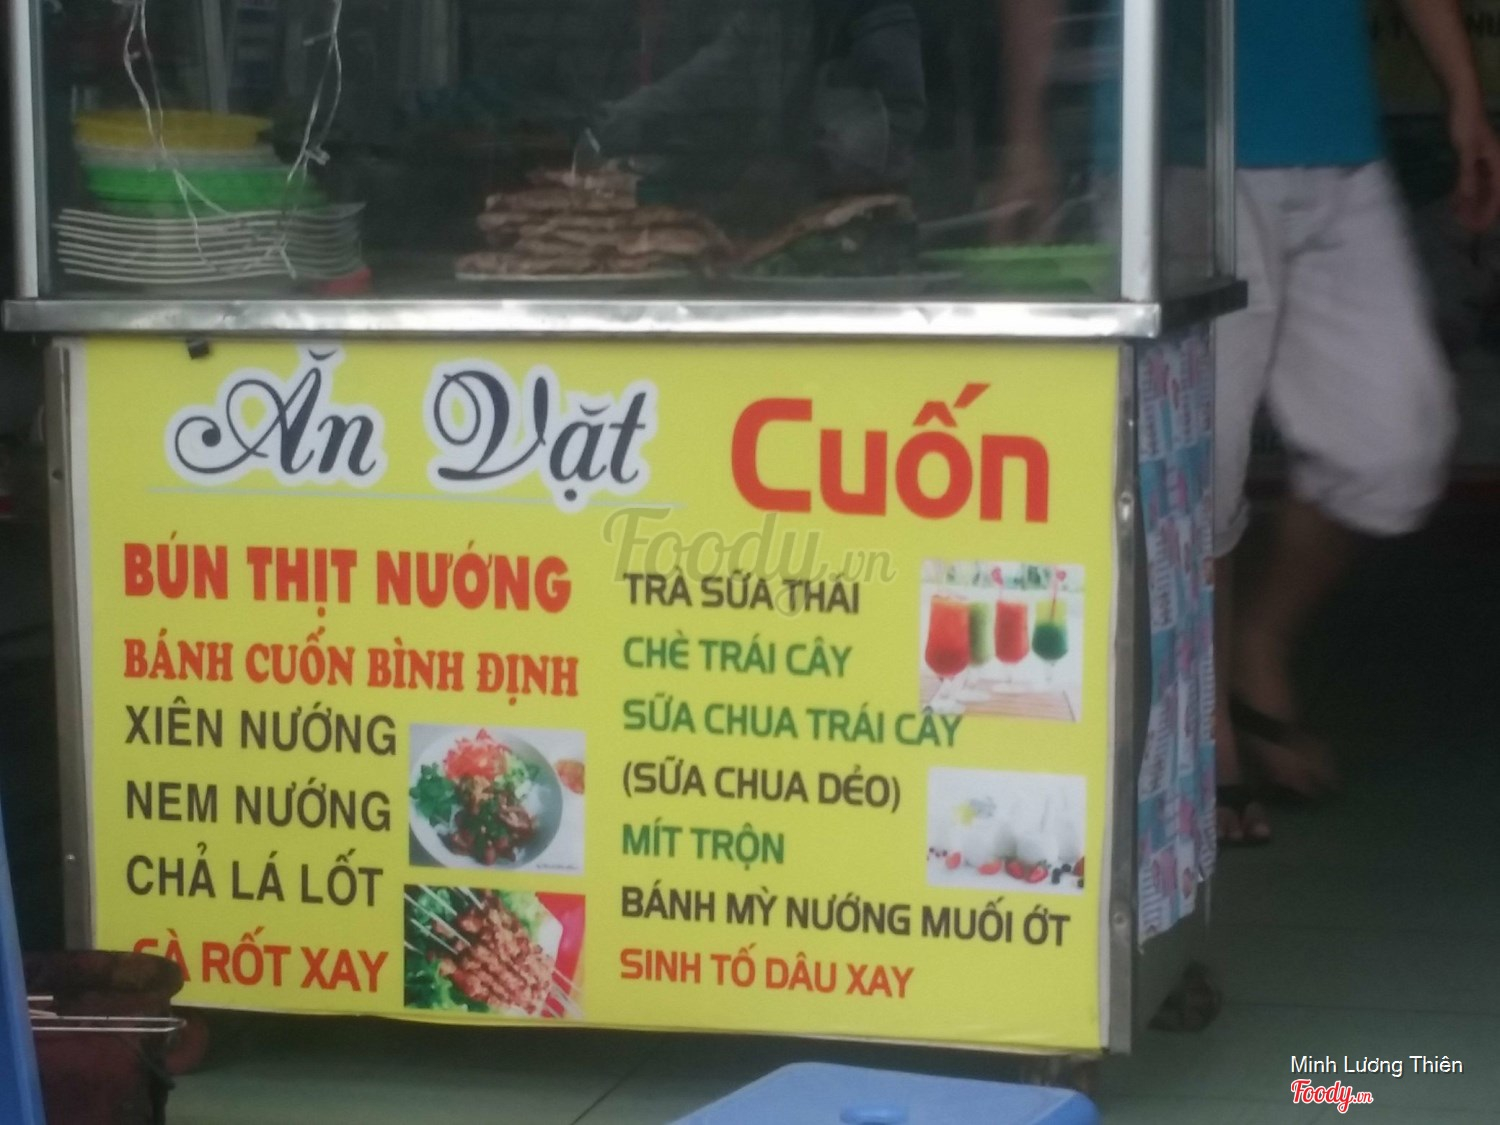 Ăn Vặt Cuốn
BÚN THỊT NƯỚNG
BÁNH CUỐN BÌNH ĐỊNH
XIÊN NƯỚNG
NEM NƯỚNG
CHẢ LÁ LỐT
CÀ RỐT XAY
TRÀ SỮA THÁI
CHÈ TRÁI CÂY
SỮA CHUA TRÁI CÂY
(SỮA CHUA DẺO)
MÍT TRỘN
BÁNH MỲ NƯỚNG MUỐI ỚT
SINH TỐ DÂU XAY
Foody.vn
Minh Lương Thiên
Foody.vn